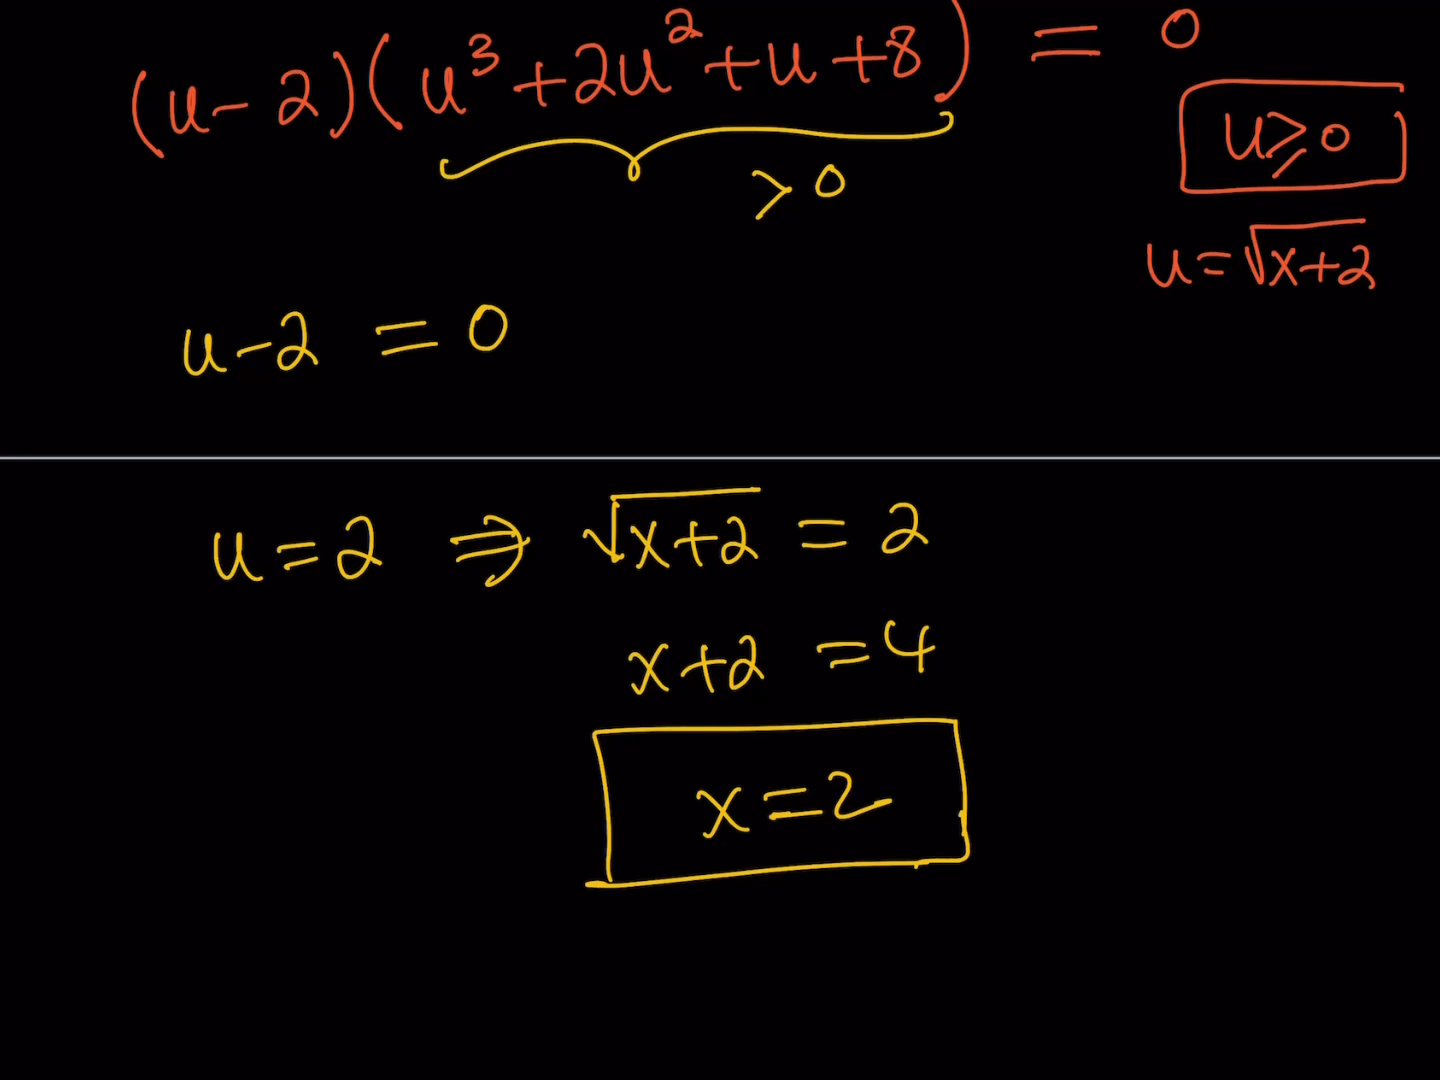 (u-2)(u³+2u²+u+8) = 0
u≥0
>0
u=√x+2
u-2 = 0
u=2 ⇒ √x+2 = 2
x+2 =4
x=2